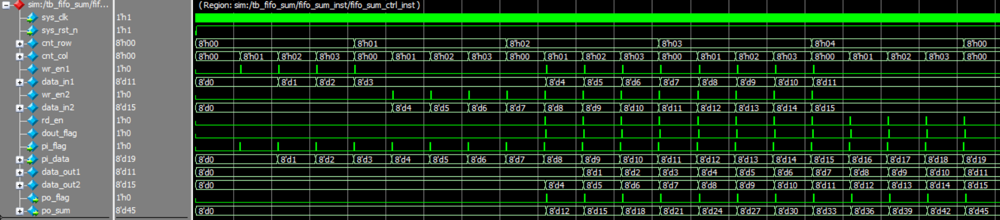 sim:/tb_fifo_sum/fif... ( Region: sim:/tb_fifo_sum/fifo_sum_inst/fifo_sum_ctrl_inst )
sys_clk 1'h1
sys_rst_n 1'h1
cnt_row 8'h00 8'h00 8'h01 8'h02 8'h03 8'h04 8'h00
cnt_col 8'h00 8'h00 8'h01 8'h02 8'h03 8'h00 8'h01 8'h02 8'h03 8'h00 8'h01 8'h02 8'h03 8'h00 8'h01 8'h02 8'h03 8'h00 8'h01 8'h02 8'h03 8'h00
wr_en1 1'h0
data_in1 8'd11 8'd0 8'd1 8'd2 8'd3 8'd4 8'd5 8'd6 8'd7 8'd8 8'd9 8'd10 8'd11
wr_en2 1'h0
data_in2 8'd15 8'd0 8'd4 8'd5 8'd6 8'd7 8'd8 8'd9 8'd10 8'd11 8'd12 8'd13 8'd14 8'd15
rd_en 1'h0
dout_flag 1'h0
pi_flag 1'h0
pi_data 8'd19 8'd0 8'd1 8'd2 8'd3 8'd4 8'd5 8'd6 8'd7 8'd8 8'd9 8'd10 8'd11 8'd12 8'd13 8'd14 8'd15 8'd16 8'd17 8'd18 8'd19
data_out1 8'd11 8'd0 8'd1 8'd2 8'd3 8'd4 8'd5 8'd6 8'd7 8'd8 8'd9 8'd10 8'd11
data_out2 8'd15 8'd0 8'd4 8'd5 8'd6 8'd7 8'd8 8'd9 8'd10 8'd11 8'd12 8'd13 8'd14 8'd15
po_flag 1'h0
po_sum 8'd45 8'd0 8'd12 8'd15 8'd18 8'd21 8'd24 8'd27 8'd30 8'd33 8'd36 8'd39 8'd42 8'd45